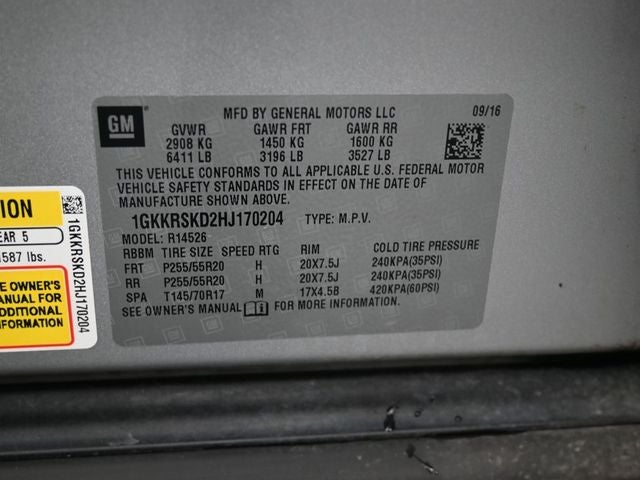 GM
MFD BY GENERAL MOTORS LLC 09/16
GVWR GAWR FRT GAWR RR
2908 KG 1450 KG 1600 KG
6411 LB 3196 LB 3527 LB
THIS VEHICLE CONFORMS TO ALL APPLICABLE U.S. FEDERAL MOTOR
VEHICLE SAFETY STANDARDS IN EFFECT ON THE DATE OF
MANUFACTURE SHOWN ABOVE.
1GKKRSKD2HJ170204 TYPE: M.P.V.
MODEL: R14526
RBBM TIRE SIZE SPEED RTG RIM COLD TIRE PRESSURE
FRT P255/55R20 H 20X7.5J 240KPA(35PSI)
RR P255/55R20 H 20X7.5J 240KPA(35PSI)
SPA T145/70R17 M 17X4.5B 420KPA(60PSI)
SEE OWNER'S MANUAL FOR MORE INFORMATION
ION
EAR 5
1587 lbs.
E OWNER'S
ANUAL FOR
ADDITIONAL
FORMATION
1GKKRSKD2HJ170204